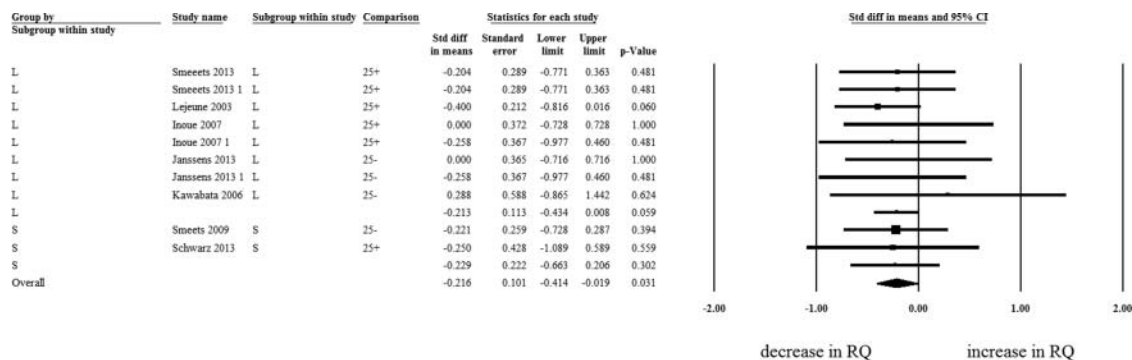 Group by Study name Subgroup within study Comparison Statistics for each study Std diff in means and 95% CI
Subgroup within study
Std diff Standard Lower Upper
in means error limit limit p-Value
L Smeeets 2013 L 25+ -0.204 0.289 -0.771 0.363 0.481
L Smeeets 2013 1 L 25+ -0.204 0.289 -0.771 0.363 0.481
L Lejeune 2003 L 25+ -0.400 0.212 -0.816 0.016 0.060
L Inoue 2007 L 25+ 0.000 0.372 -0.728 0.728 1.000
L Inoue 2007 1 L 25+ -0.258 0.367 -0.977 0.460 0.481
L Janssens 2013 L 25- 0.000 0.365 -0.716 0.716 1.000
L Janssens 2013 1 L 25- -0.258 0.367 -0.977 0.460 0.481
L Kawabata 2006 L 25- 0.288 0.588 -0.865 1.442 0.624
L -0.213 0.113 -0.434 0.008 0.059
S Smeets 2009 S 25- -0.221 0.259 -0.728 0.287 0.394
S Schwarz 2013 S 25+ -0.250 0.428 -1.089 0.589 0.559
S -0.229 0.222 -0.663 0.206 0.302
Overall -0.216 0.101 -0.414 -0.019 0.031
-2.00 -1.00 0.00 1.00 2.00
decrease in RQ increase in RQ